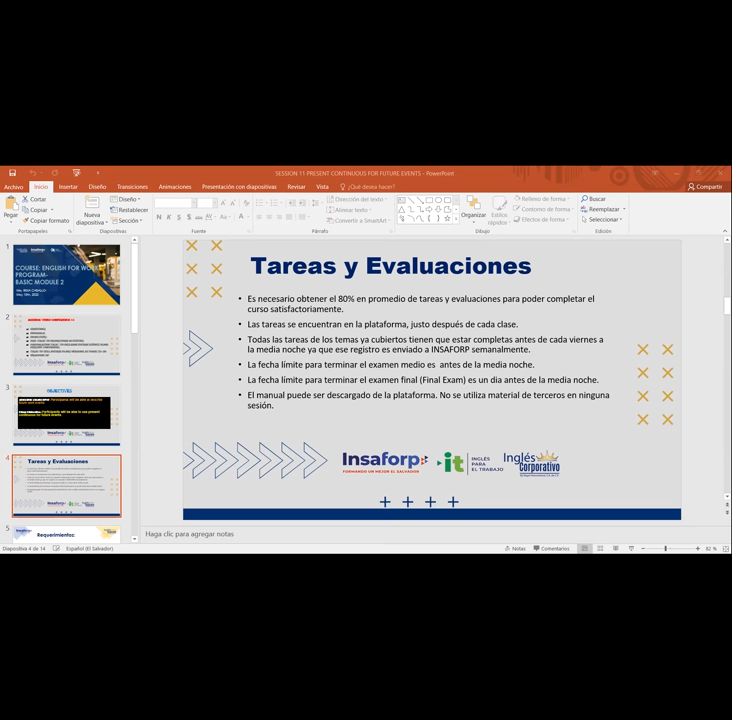 SESSION 11 PRESENT CONTINUOUS FOR FUTURE EVENTS - PowerPoint
Archivo Inicio Insertar Diseño Transiciones Animaciones Presentación con diapositivas Revisar Vista ¿Qué desea hacer? Compartir
Pegar
Cortar
Copiar
Copiar formato
Portapapeles
Nueva diapositiva
Diseño
Restablecer
Sección
Diapositivas
N K S S abc AV Aa A
Fuente
Dirección del texto
Alinear texto
Convertir a SmartArt
Párrafo
Organizar
Estilos rápidos
Relleno de forma
Contorno de forma
Efectos de forma
Dibujo
Buscar
Reemplazar
Seleccionar
Edición
1
COURSE: ENGLISH FOR WORK
PROGRAM-
BASIC MODULE 2
2
3
OBJECTIVES
4
Tareas y Evaluaciones
5
Requerimientos:
Tareas y Evaluaciones
• Es necesario obtener el 80% en promedio de tareas y evaluaciones para poder completar el
curso satisfactoriamente.
• Las tareas se encuentran en la plataforma, justo después de cada clase.
• Todas las tareas de los temas ya cubiertos tienen que estar completas antes de cada viernes a
la media noche ya que ese registro es enviado a INSAFORP semanalmente.
• La fecha límite para terminar el examen medio es antes de la media noche.
• La fecha límite para terminar el examen final (Final Exam) es un dia antes de la media noche.
• El manual puede ser descargado de la plataforma. No se utiliza material de terceros en ninguna
sesión.
Insaforp
FORMANDO UN MEJOR EL SALVADOR
it
INGLÉS
PARA
EL TRABAJO
Inglés
Corporativo
Haga clic para agregar notas
Diapositiva 4 de 14 Español (El Salvador) Notas Comentarios 82 %